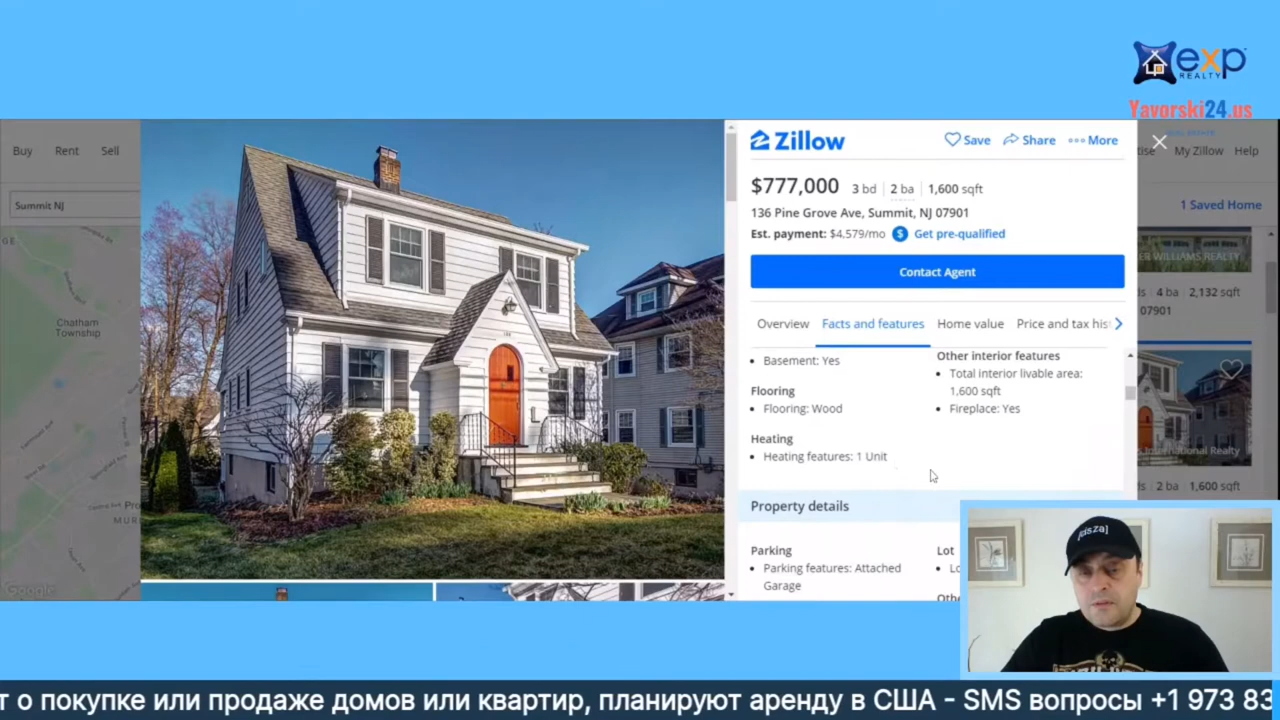 exp
REALTY
Yavorski24.us
Buy Rent Sell
Zillow
Save Share More
My Zillow Help
Summit NJ
$777,000 3 bd 2 ba 1,600 sqft
1 Saved Home
136 Pine Grove Ave, Summit, NJ 07901
Est. payment: $4,579/mo $ Get pre-qualified
ER WILLIAMS REALTY
Contact Agent
4 ba 2,132 sqft
07901
Chatham
Township
Overview Facts and features Home value Price and tax his
• Basement: Yes
Other interior features
• Total interior livable area:
1,600 sqft
• Fireplace: Yes
Flooring
• Flooring: Wood
Heating
• Heating features: 1 Unit
International Realty
2 ba 1,600 sqft
Property details
Parking
• Parking features: Attached
Garage
Lot
Google
т о покупке или продаже домов или квартир, планируют аренду в США - SMS вопросы +1 973 83